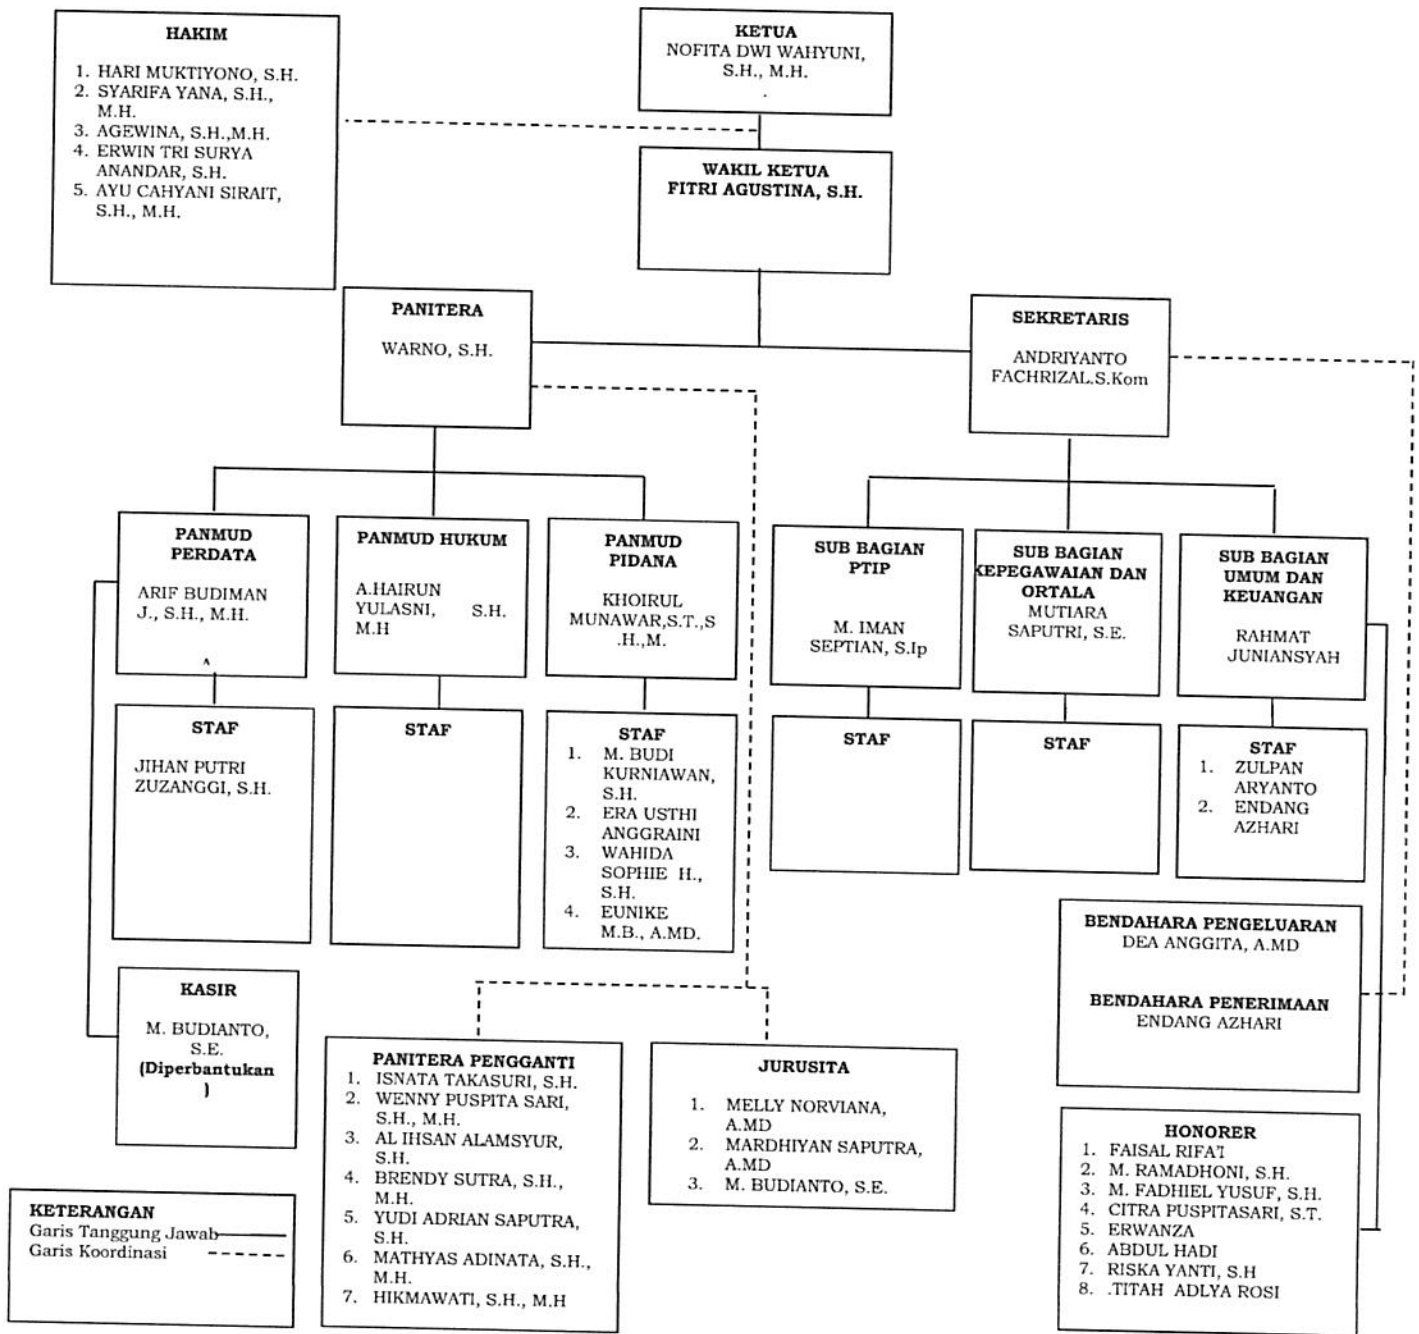 HAKIM
1. HARI MUKTIYONO, S.H.
2. SYARIFA YANA, S.H.,
M.H.
3. AGEWINA, S.H.,M.H.
4. ERWIN TRI SURYA
ANANDAR, S.H.
5. AYU CAHYANI SIRAIT,
S.H., M.H.
KETUA
NOFITA DWI WAHYUNI,
S.H., M.H.
.
WAKIL KETUA
FITRI AGUSTINA, S.H.
PANITERA
WARNO, S.H.
SEKRETARIS
ANDRIYANTO
FACHRIZAL.S.Kom
PANMUD
PERDATA
ARIF BUDIMAN
J., S.H., M.H.
PANMUD HUKUM
A.HAIRUN
YULASNI, S.H.
M.H
PANMUD
PIDANA
KHOIRUL
MUNAWAR,S.T.,S
.H.,M.
SUB BAGIAN
PTIP
M. IMAN
SEPTIAN, S.Ip
SUB BAGIAN
KEPEGAWAIAN DAN
ORTALA
MUTIARA
SAPUTRI, S.E.
SUB BAGIAN
UMUM DAN
KEUANGAN
RAHMAT
JUNIANSYAH
STAF
JIHAN PUTRI
ZUZANGGI, S.H.
STAF
STAF
1. M. BUDI
KURNIAWAN,
S.H.
2. ERA USTHI
ANGGRAINI
3. WAHIDA
SOPHIE H.,
S.H.
4. EUNIKE
M.B., A.MD.
STAF
STAF
STAF
1. ZULPAN
ARYANTO
2. ENDANG
AZHARI
BENDAHARA PENGELUARAN
DEA ANGGITA, A.MD
BENDAHARA PENERIMAAN
ENDANG AZHARI
KASIR
M. BUDIANTO,
S.E.
(Diperbantukan
)
PANITERA PENGGANTI
1. ISNATA TAKASURI, S.H.
2. WENNY PUSPITA SARI,
S.H., M.H.
3. AL IHSAN ALAMSYUR,
S.H.
4. BRENDY SUTRA, S.H.,
M.H.
5. YUDI ADRIAN SAPUTRA,
S.H.
6. MATHYAS ADINATA, S.H.,
M.H.
7. HIKMAWATI, S.H., M.H
JURUSITA
1. MELLY NORVIANA,
A.MD
2. MARDHIYAN SAPUTRA,
A.MD
3. M. BUDIANTO, S.E.
HONORER
1. FAISAL RIFA'I
2. M. RAMADHONI, S.H.
3. M. FADHIEL YUSUF, S.H.
4. CITRA PUSPITASARI, S.T.
5. ERWANZA
6. ABDUL HADI
7. RISKA YANTI, S.H
8. .TITAH ADLYA ROSI
KETERANGAN
Garis Tanggung Jawab
Garis Koordinasi